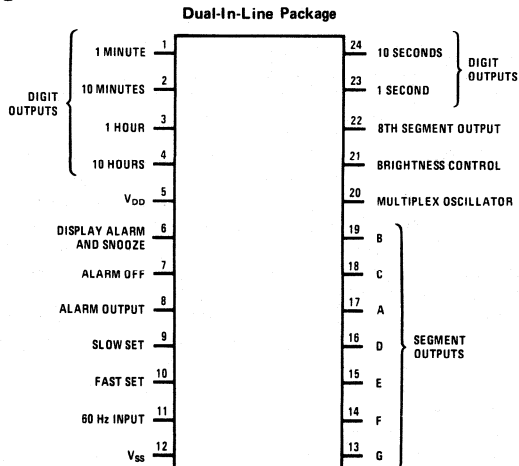 Dual-In-Line Package
DIGIT
OUTPUTS
1 MINUTE 1
10 MINUTES 2
1 HOUR 3
10 HOURS 4
VDD 5
DISPLAY ALARM
AND SNOOZE 6
ALARM OFF 7
ALARM OUTPUT 8
SLOW SET 9
FAST SET 10
60 Hz INPUT 11
VSS 12
24 10 SECONDS
23 1 SECOND
DIGIT
OUTPUTS
22 8TH SEGMENT OUTPUT
21 BRIGHTNESS CONTROL
20 MULTIPLEX OSCILLATOR
19 B
18 C
17 A
16 D
15 E
14 F
13 G
SEGMENT
OUTPUTS